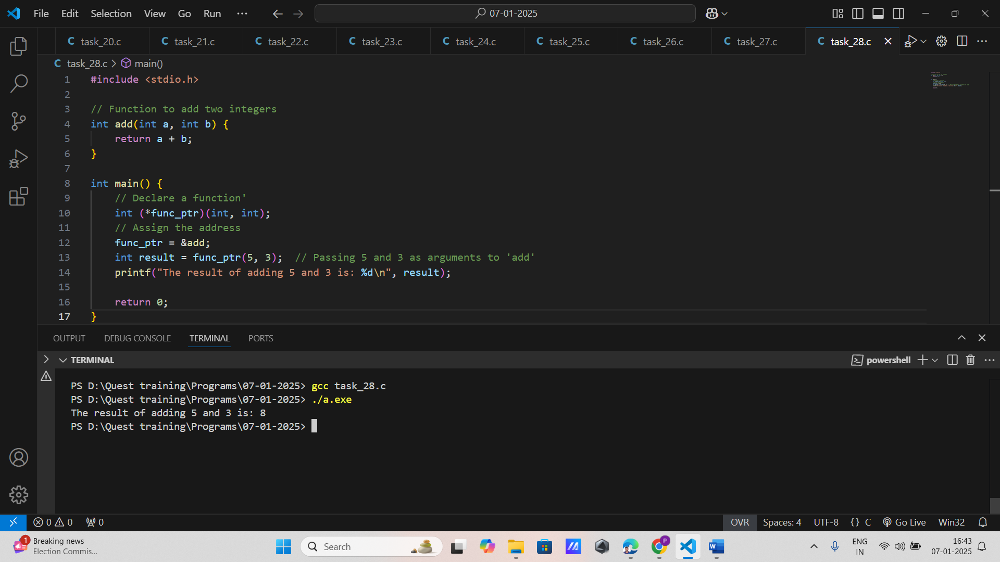 File Edit Selection View Go Run ··· 07-01-2025
task_20.c task_21.c task_22.c task_23.c task_24.c task_25.c task_26.c task_27.c task_28.c
task_28.c > main()
1 #include <stdio.h>
2
3 // Function to add two integers
4 int add(int a, int b) {
5 return a + b;
6 }
7
8 int main() {
9 // Declare a function'
10 int (*func_ptr)(int, int);
11 // Assign the address
12 func_ptr = &add;
13 int result = func_ptr(5, 3);  // Passing 5 and 3 as arguments to 'add'
14 printf("The result of adding 5 and 3 is: %d\n", result);
15
16 return 0;
17 }
OUTPUT DEBUG CONSOLE TERMINAL PORTS
TERMINAL powershell
PS D:\Quest training\Programs\07-01-2025> gcc task_28.c
PS D:\Quest training\Programs\07-01-2025> ./a.exe
The result of adding 5 and 3 is: 8
PS D:\Quest training\Programs\07-01-2025>
0 0 0 OVR Spaces: 4 UTF-8 {} C Go Live Win32
1 Breaking news
Election Commis...
Search
P
W
ENG
IN
16:43
07-01-2025